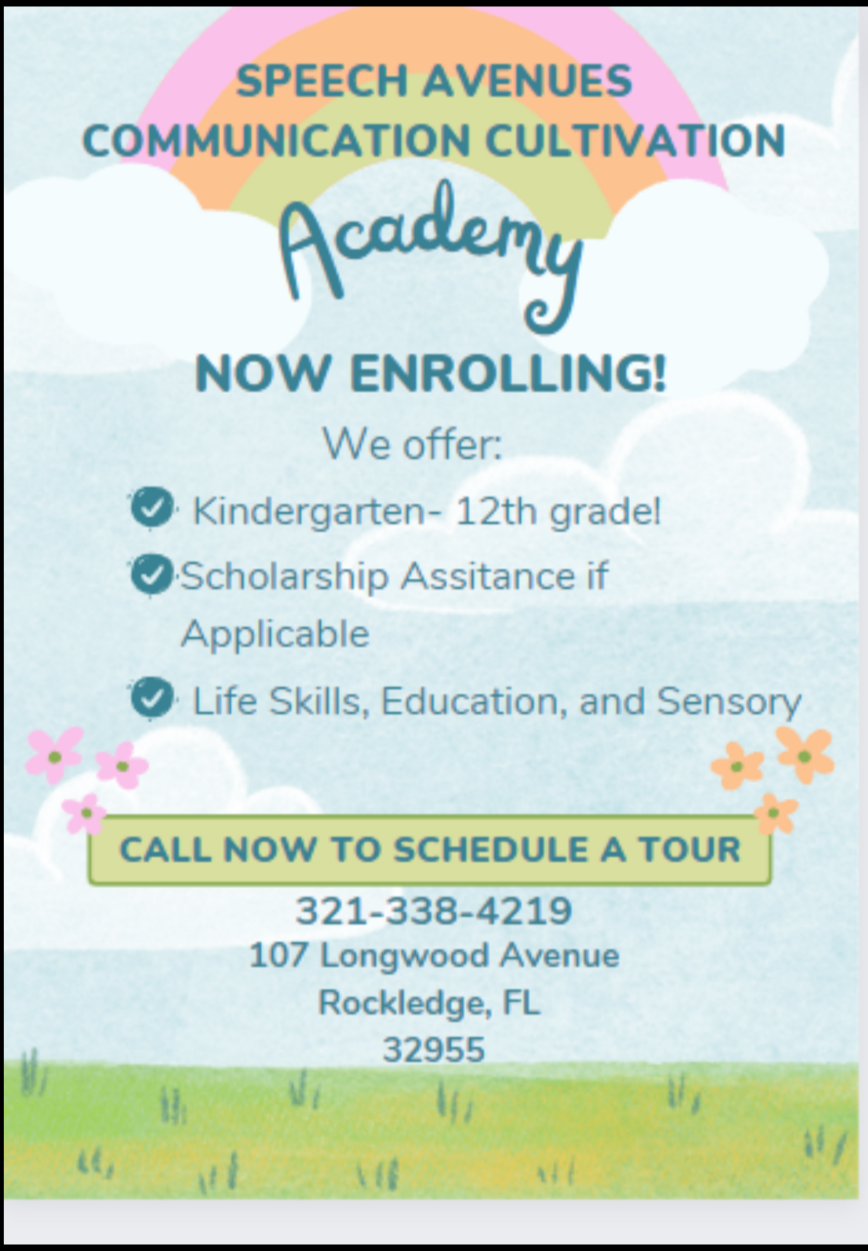 SPEECH AVENUES
COMMUNICATION CULTIVATION
Academy
NOW ENROLLING!
We offer:
Kindergarten- 12th grade!
Scholarship Assitance if
Applicable
Life Skills, Education, and Sensory
CALL NOW TO SCHEDULE A TOUR
321-338-4219
107 Longwood Avenue
Rockledge, FL
32955